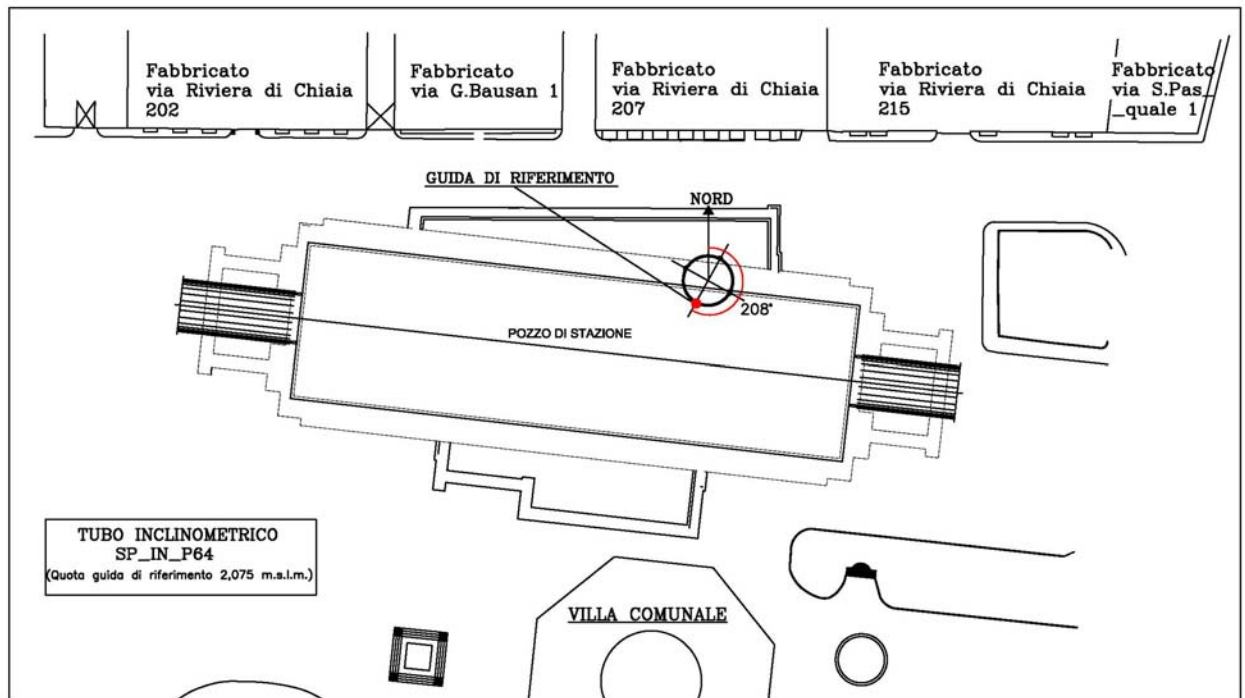 Fabbricato
via Riviera di Chiaia
202
Fabbricato
via G.Bausan 1
Fabbricato
via Riviera di Chiaia
207
Fabbricato
via Riviera di Chiaia
215
Fabbricato
via S.Pas_
_quale 1
GUIDA DI RIFERIMENTO
NORD
208°
POZZO DI STAZIONE
TUBO INCLINOMETRICO
SP_IN_P64
(Quota guida di riferimento 2,075 m.s.l.m.)
VILLA COMUNALE